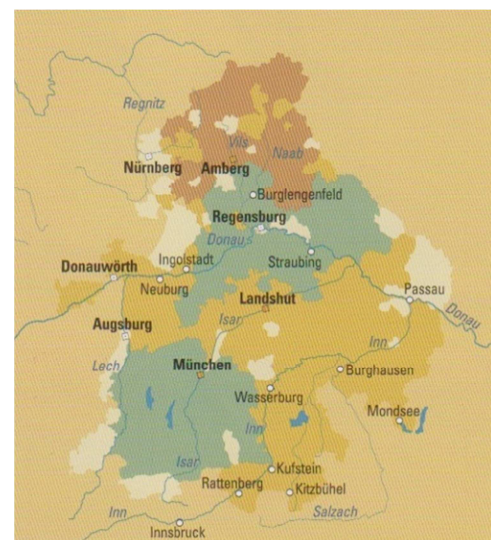 Regnitz
Vils
Naab
Nürnberg
Amberg
Burglengenfeld
Regensburg
Donau
Ingolstadt
Straubing
Donauwörth
Neuburg
Landshut
Passau
Isar
Donau
Augsburg
Inn
Lech
München
Burghausen
Wasserburg
Mondsee
Inn
Isar
Kufstein
Rattenberg
Kitzbühel
Inn
Salzach
Innsbruck